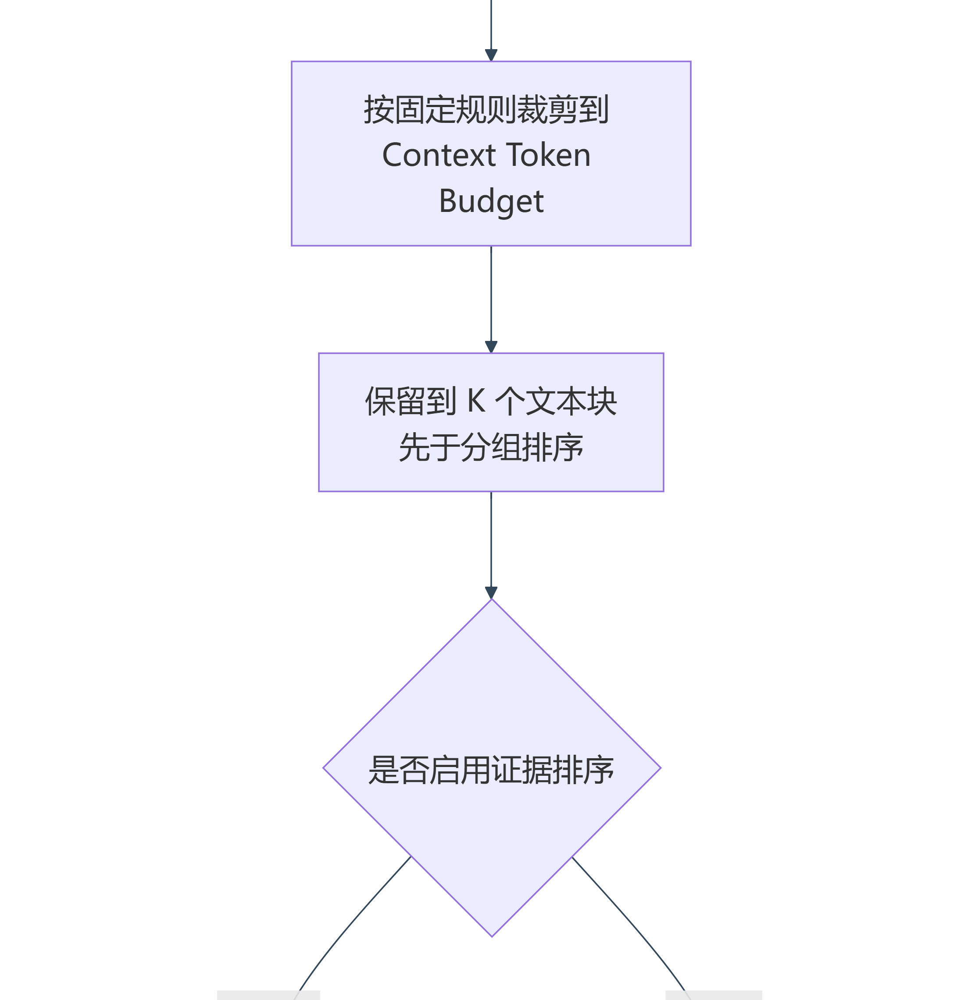 按固定规则裁剪到
Context Token
Budget
保留到 K 个文本块
先于分组排序
是否启用证据排序